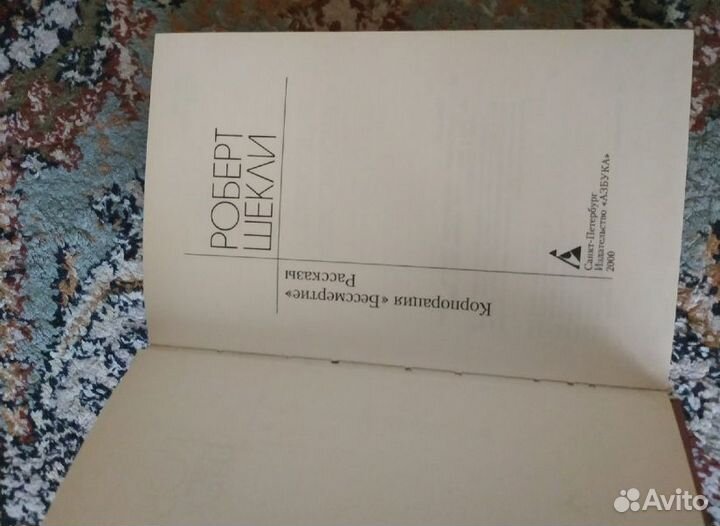 РОБЕРТ
ШЕКЛИ
Корпорация «Бессмертие»
Рассказы
Санкт-Петербург
Издательство «АЗБУКА»
2000
Avito